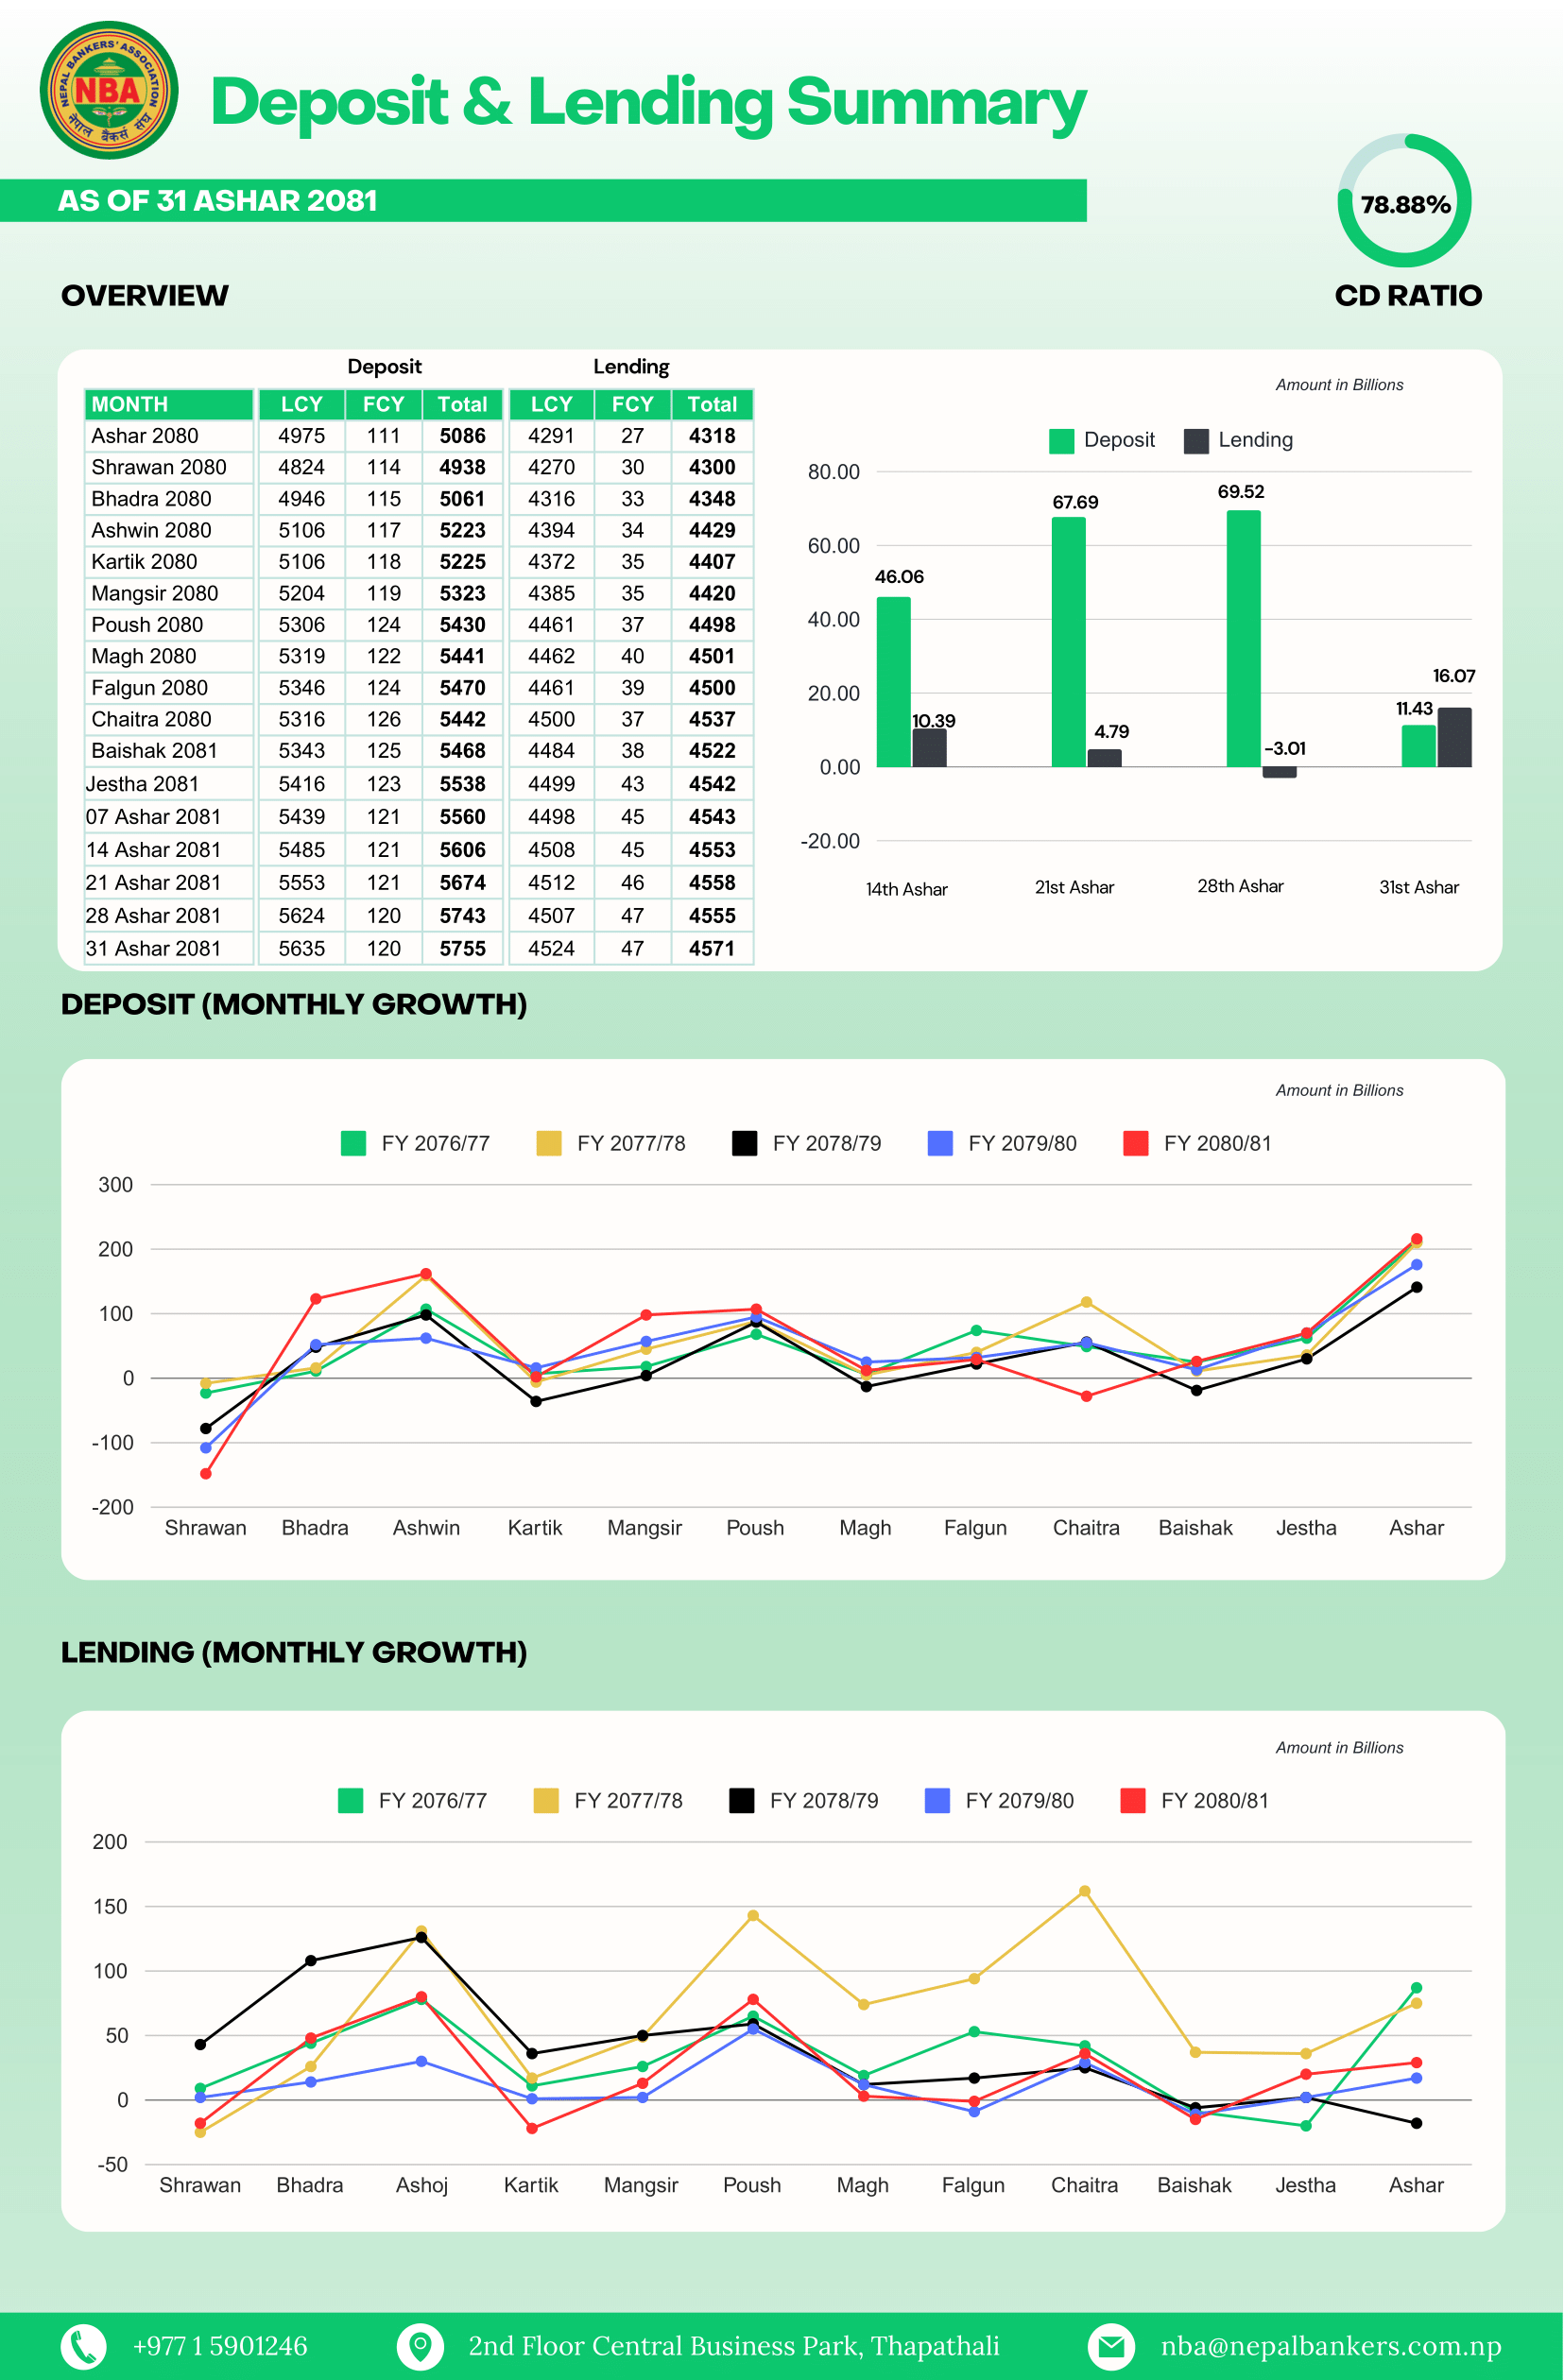 NEPAL BANKERS' ASSOCIATION
NBA
नेपाल बैंकर्स संघ
Deposit & Lending Summary
AS OF 31 ASHAR 2081
78.88%
CD RATIO
OVERVIEW
Deposit Lending
MONTH LCY FCY Total LCY FCY Total
Ashar 2080 4975 111 5086 4291 27 4318
Shrawan 2080 4824 114 4938 4270 30 4300
Bhadra 2080 4946 115 5061 4316 33 4348
Ashwin 2080 5106 117 5223 4394 34 4429
Kartik 2080 5106 118 5225 4372 35 4407
Mangsir 2080 5204 119 5323 4385 35 4420
Poush 2080 5306 124 5430 4461 37 4498
Magh 2080 5319 122 5441 4462 40 4501
Falgun 2080 5346 124 5470 4461 39 4500
Chaitra 2080 5316 126 5442 4500 37 4537
Baishak 2081 5343 125 5468 4484 38 4522
Jestha 2081 5416 123 5538 4499 43 4542
07 Ashar 2081 5439 121 5560 4498 45 4543
14 Ashar 2081 5485 121 5606 4508 45 4553
21 Ashar 2081 5553 121 5674 4512 46 4558
28 Ashar 2081 5624 120 5743 4507 47 4555
31 Ashar 2081 5635 120 5755 4524 47 4571
Amount in Billions
Deposit Lending
80.00
60.00
40.00
20.00
0.00
-20.00
46.06 10.39
67.69 4.79
69.52 -3.01
11.43 16.07
14th Ashar 21st Ashar 28th Ashar 31st Ashar
DEPOSIT (MONTHLY GROWTH)
Amount in Billions
FY 2076/77 FY 2077/78 FY 2078/79 FY 2079/80 FY 2080/81
300
200
100
0
-100
-200
Shrawan Bhadra Ashwin Kartik Mangsir Poush Magh Falgun Chaitra Baishak Jestha Ashar
LENDING (MONTHLY GROWTH)
Amount in Billions
FY 2076/77 FY 2077/78 FY 2078/79 FY 2079/80 FY 2080/81
200
150
100
50
0
-50
Shrawan Bhadra Ashoj Kartik Mangsir Poush Magh Falgun Chaitra Baishak Jestha Ashar
+977 1 5901246 2nd Floor Central Business Park, Thapathali nba@nepalbankers.com.np